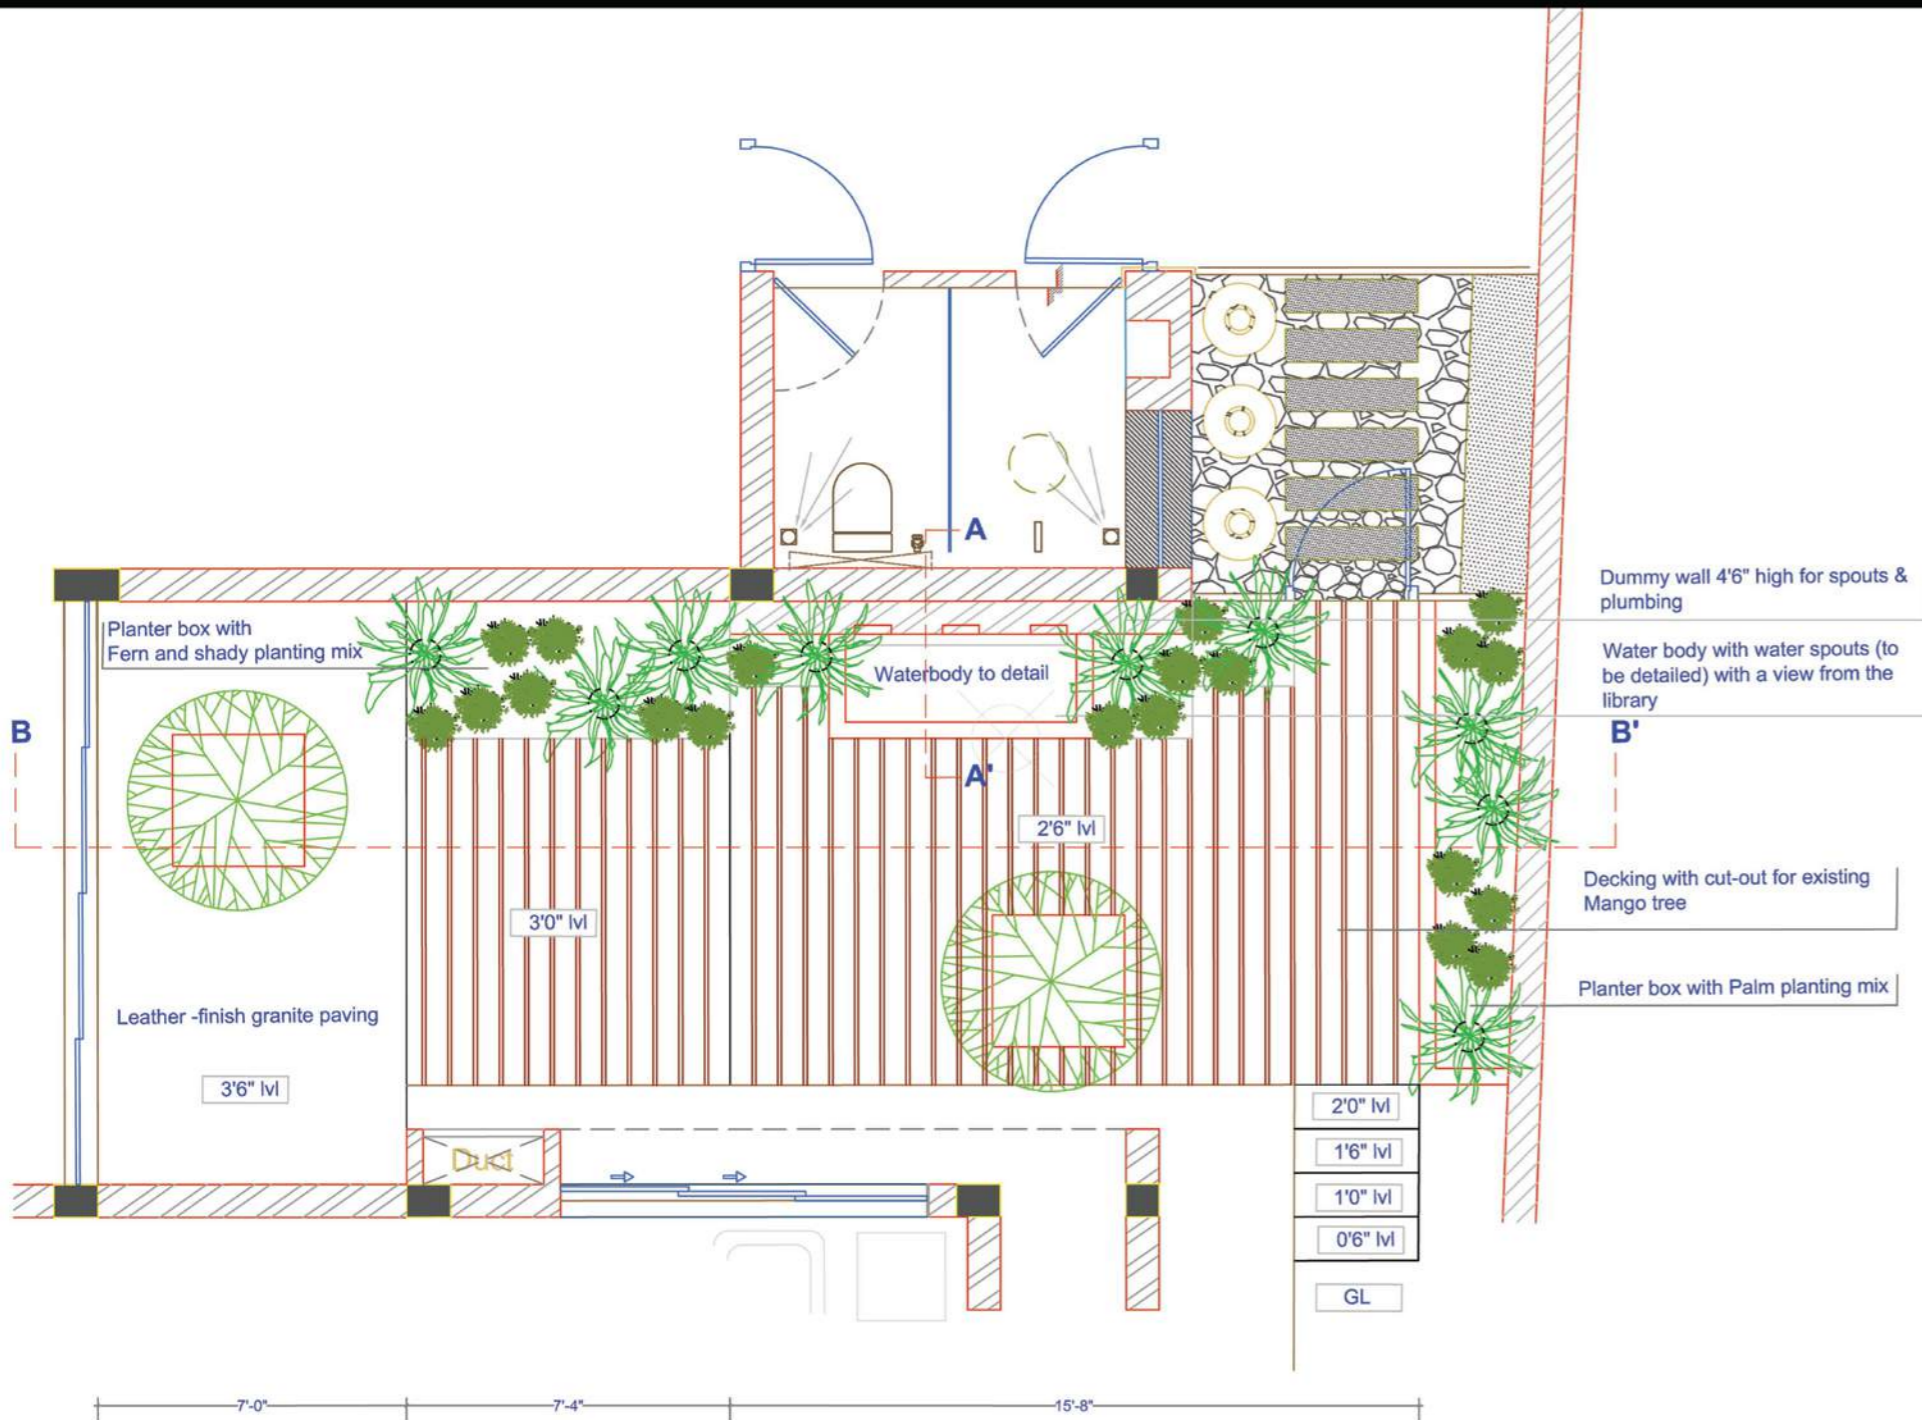 A
Dummy wall 4'6" high for spouts &
plumbing
Planter box with
Fern and shady planting mix
Waterbody to detail
Water body with water spouts (to
be detailed) with a view from the
library
B
B'
A'
2'6" lvl
Decking with cut-out for existing
Mango tree
3'0" lvl
Planter box with Palm planting mix
Leather -finish granite paving
3'6" lvl
2'0" lvl
Duct
1'6" lvl
1'0" lvl
0'6" lvl
GL
7'-0"
7'-4"
15'-8"